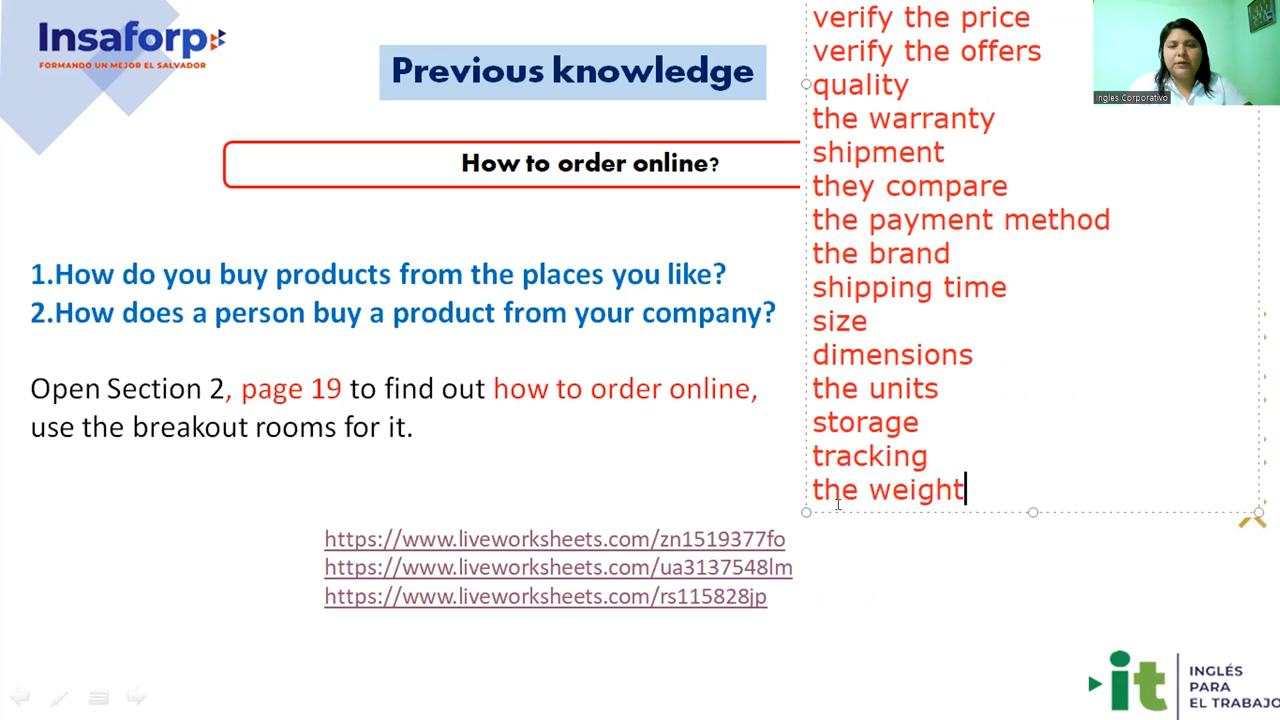 Insaforp
FORMANDO UN MEJOR EL SALVADOR
Previous knowledge
How to order online?
1.How do you buy products from the places you like?
2.How does a person buy a product from your company?
Open Section 2, page 19 to find out how to order online,
use the breakout rooms for it.
https://www.liveworksheets.com/zn1519377fo
https://www.liveworksheets.com/ua3137548lm
https://www.liveworksheets.com/rs115828jp
verify the price
verify the offers
quality
the warranty
shipment
they compare
the payment method
the brand
shipping time
size
dimensions
the units
storage
tracking
the weight
Ingles Corporativo
it
INGLÉS
PARA
EL TRABAJO